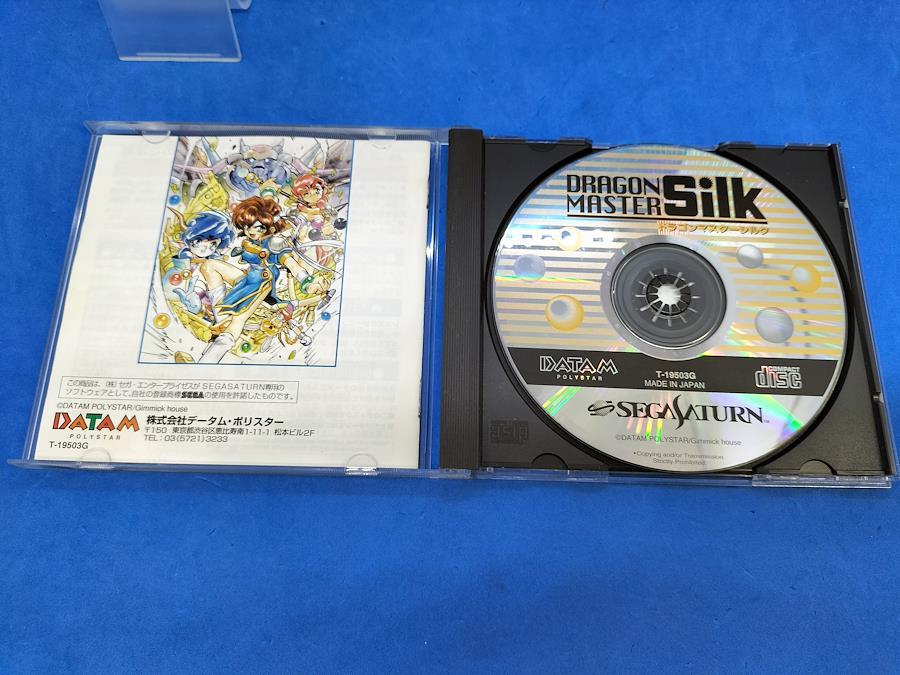 この商品は、(株)セガ・エンタープライゼスがSEGASATURN専用の
ソフトウェアとして、自社の登録商標SEGAの使用を許諾したものです。
©DATAM POLYSTAR/Gimmick house
DATAM
POLYSTAR
株式会社データム・ポリスター
〒150 東京都渋谷区恵比寿南1-11-1 松本ビル2F
TEL:03(5721)3233
T-19503G
DRAGON
MASTER
Silk
ドラゴンマスターシルク
DATAM
POLYSTAR
T-19503G
MADE IN JAPAN
COMPACT
disc
SEGASATURN™
©DATAM POLYSTAR/Gimmick house
•Copying and/or Transmission
Strictly Prohibited.